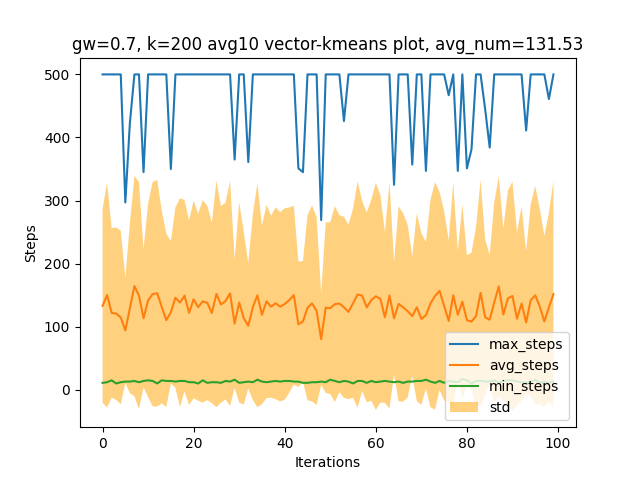 gw=0.7, k=200 avg10 vector-kmeans plot, avg_num=131.53
500
400
300
200
100
0
Steps
max_steps
avg_steps
min_steps
std
0 20 40 60 80 100
Iterations